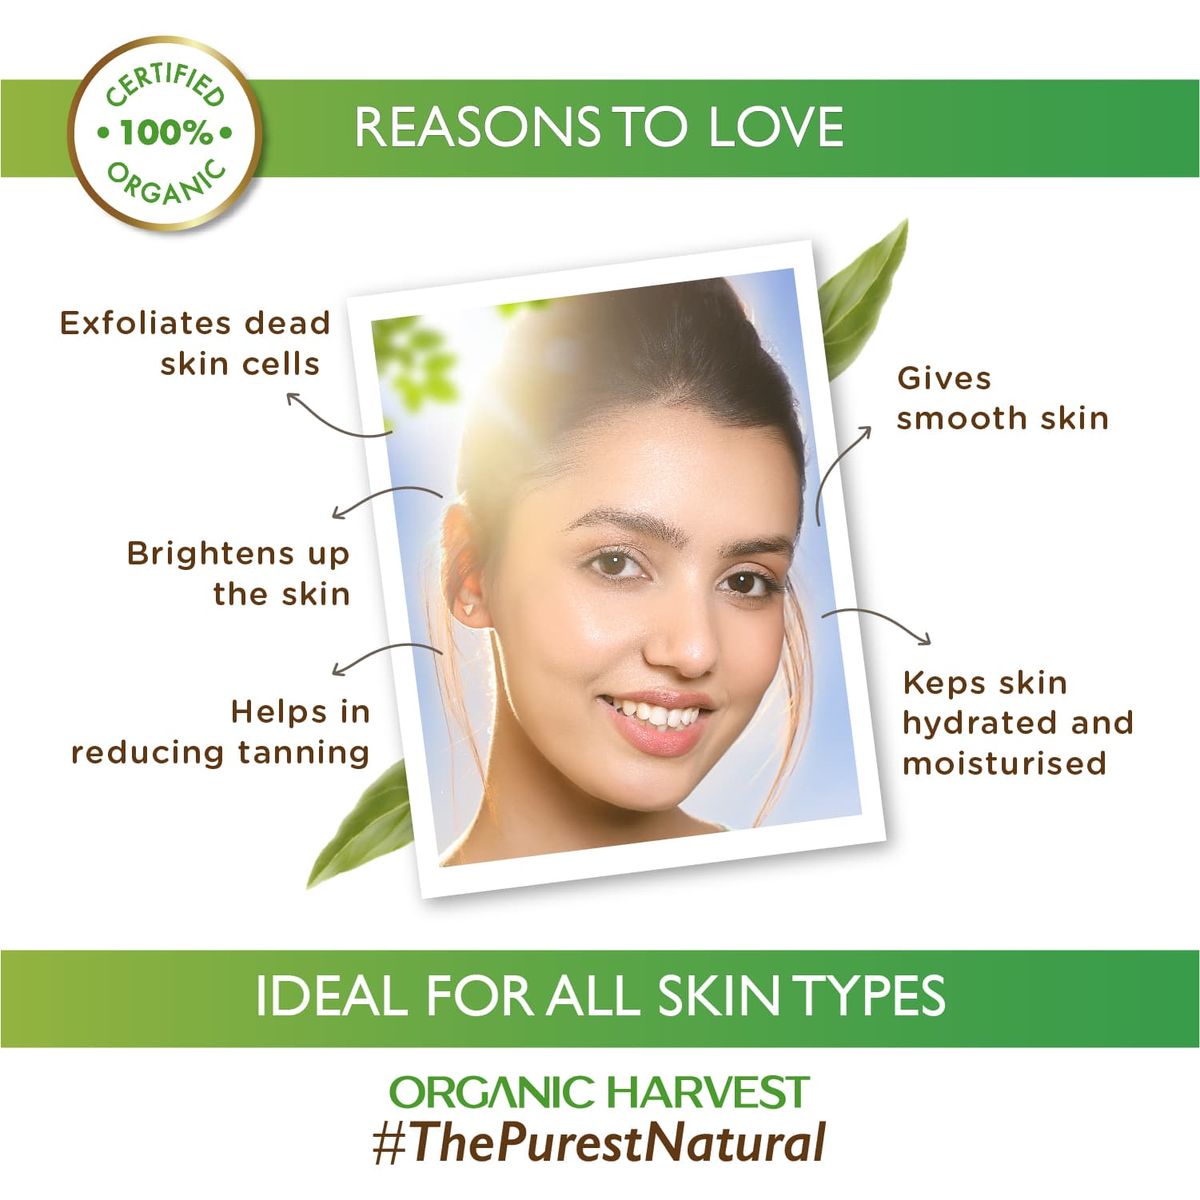 CERTIFIED
• 100% •
ORGANIC
REASONS TO LOVE
Exfoliates dead
skin cells
Brightens up
the skin
Helps in
reducing tanning
Gives
smooth skin
Keps skin
hydrated and
moisturised
IDEAL FOR ALL SKIN TYPES
ORGANIC HARVEST
#ThePurestNatural